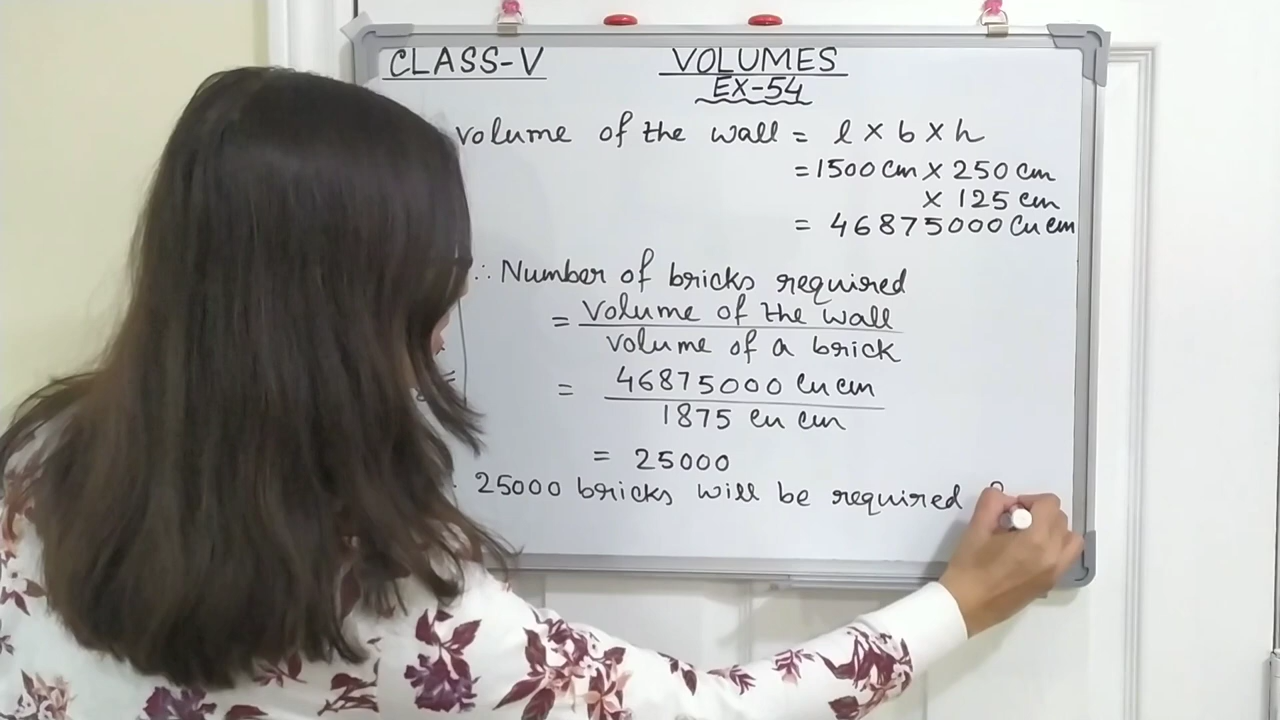 CLASS-V
VOLUMES
EX-54
volume of the wall = l × b × h
= 1500 cm × 250 cm
× 125 cm
= 46875000 cu cm
∴ Number of bricks required
= volume of the wall
volume of a brick
= 46875000 cu cm
1875 cu cm
= 25000
25000 bricks will be required